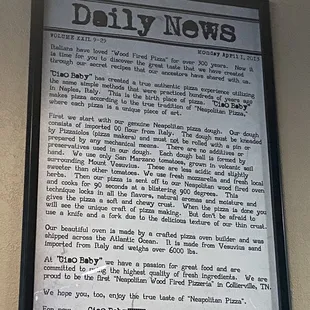 Daily News
VOLUME XXII 9-29
Monday April 1, 2013
Italians have loved "Wood Fired Pizza" for over 300 years. Now it
is time for you to discover the great taste that we have created
through our secret recipes that our ancestors have shared with us.
"Ciao Baby" has created a true authentic pizza experience utilizing
the same simple methods that were practiced hundreds of years ago
in Naples, Italy. This is the birth place of pizza. "Ciao Baby"
makes pizza according to the true tradition of "Neapolitan Pizza,"
where each pizza is a unique piece of art.
First we start with our genuine Neapolitan pizza dough. Our dough
consists of imported 00 flour from Italy. The dough must be kneaded
by Pizzaiolos (pizza makers) and must not be rolled with a pin or
prepared by any mechanical means. There are no additives or
preservatives used in our dough. Each dough ball is formed by
hand. We use only San Marzano tomatoes, grown in volcanic soil
surrounding Mount Vesuvius. These are less acidic and slightly
sweeter than other tomatoes. We use fresh mozzarella and fresh local
herbs. Then our pizza is sent off to our Neapolitan wood fired oven
and cooks for 90 seconds at a blistering long 900 degrees. This
technique locks in all the flavors, natural aromas and moisture and
gives the pizza a soft and chewy crust. When the pizza is done you
will see the unique craft of pizza making. But don't be afraid to
use a knife and a fork due to the delicious texture of our thin crust.
Our beautiful oven is made by a crafted pizza oven builder and was
shipped across the Atlantic Ocean. It is made from Vesuvius sand
imported from Italy and weighs over 6000 lbs.
At "Ciao Baby" we have a passion for great food and are
committed to using the highest quality of fresh ingredients. We are
proud to be the first "Neapolitan Wood Fired Pizzeria" in Collierville, TN.
We hope you, too, enjoy the true taste of "Neapolitan Pizza".